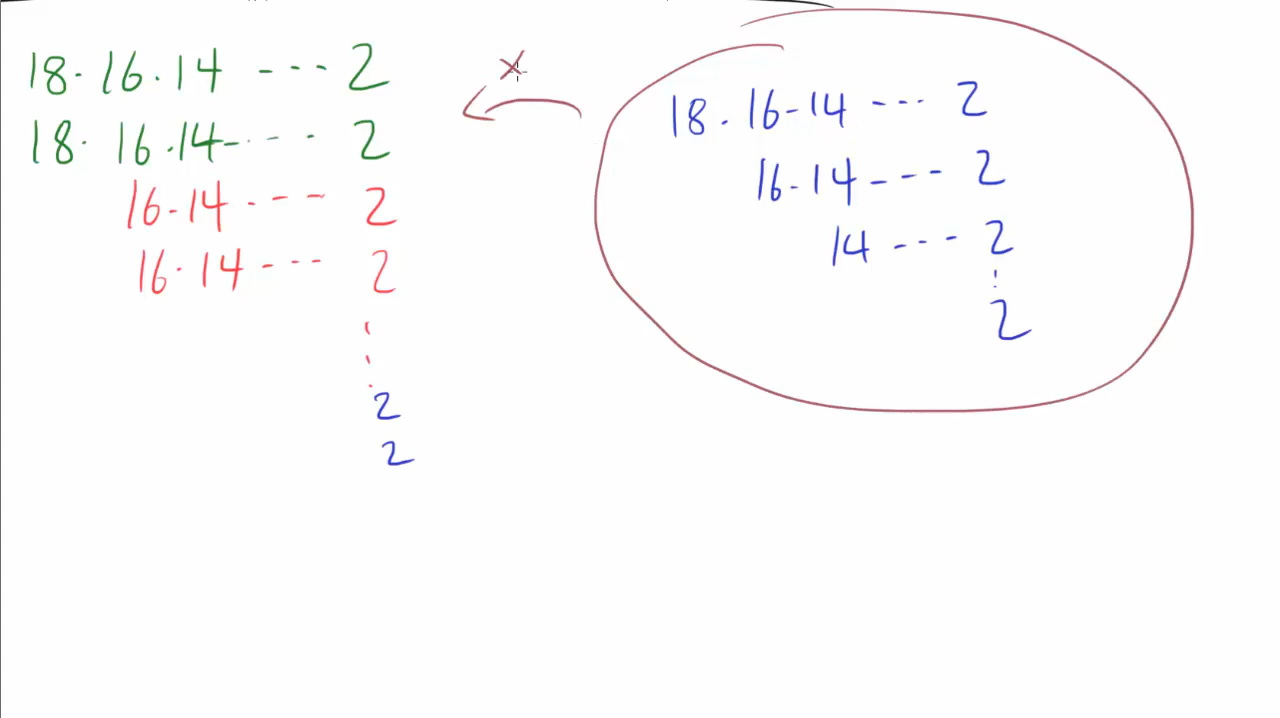 18 · 16 · 14 --- 2
18 · 16 · 14 - ··· 2
16 - 14 · --- 2
16 · 14 --- 2
⋮
2
2
×
18 . 16 - 14 --- 2
16 - 14 --- 2
14 --- 2
⋮
2